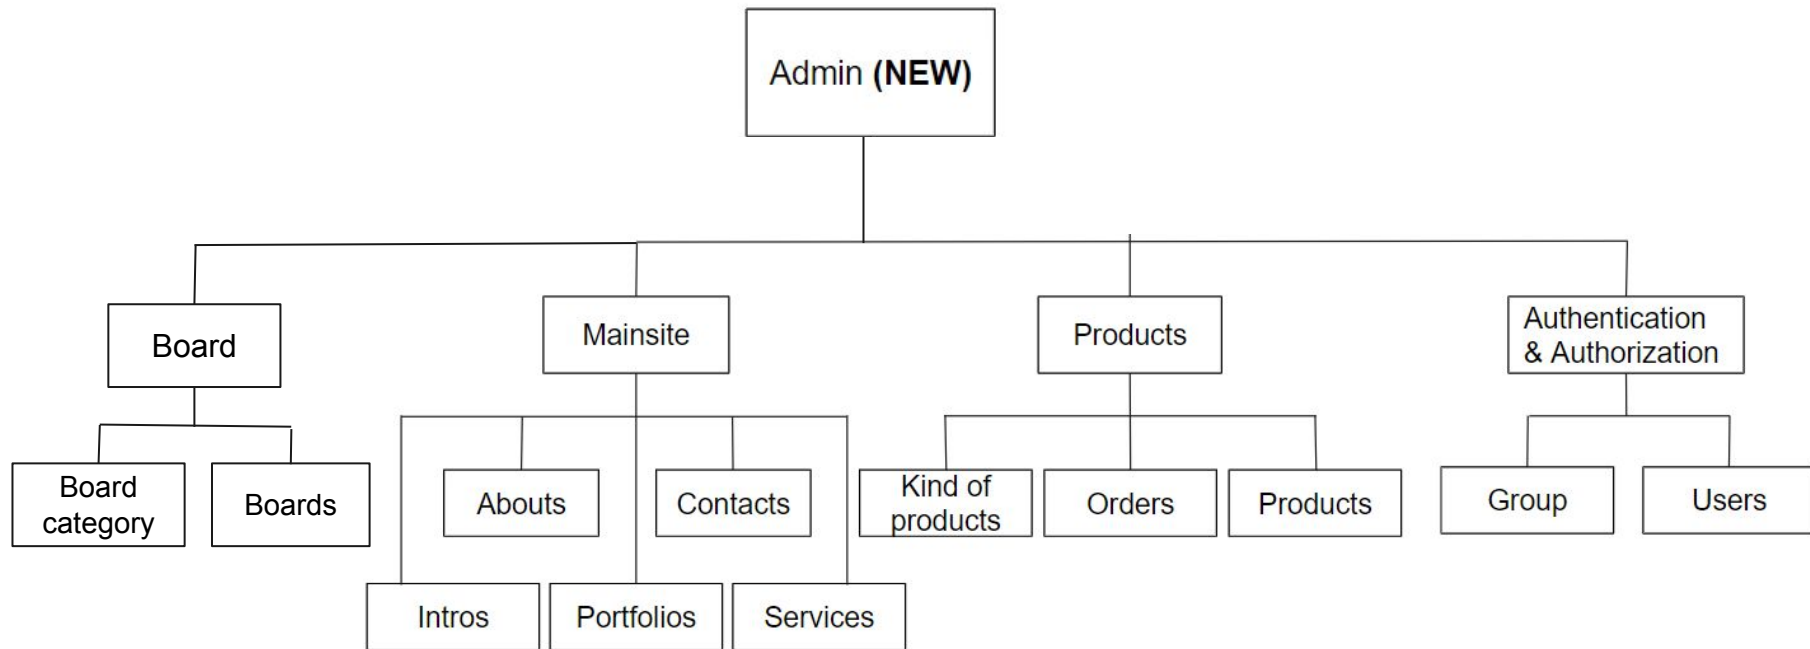 Admin (NEW)
Board
Mainsite
Products
Authentication
& Authorization
Board
category
Boards
Abouts
Contacts
Kind of
products
Orders
Products
Group
Users
Intros
Portfolios
Services